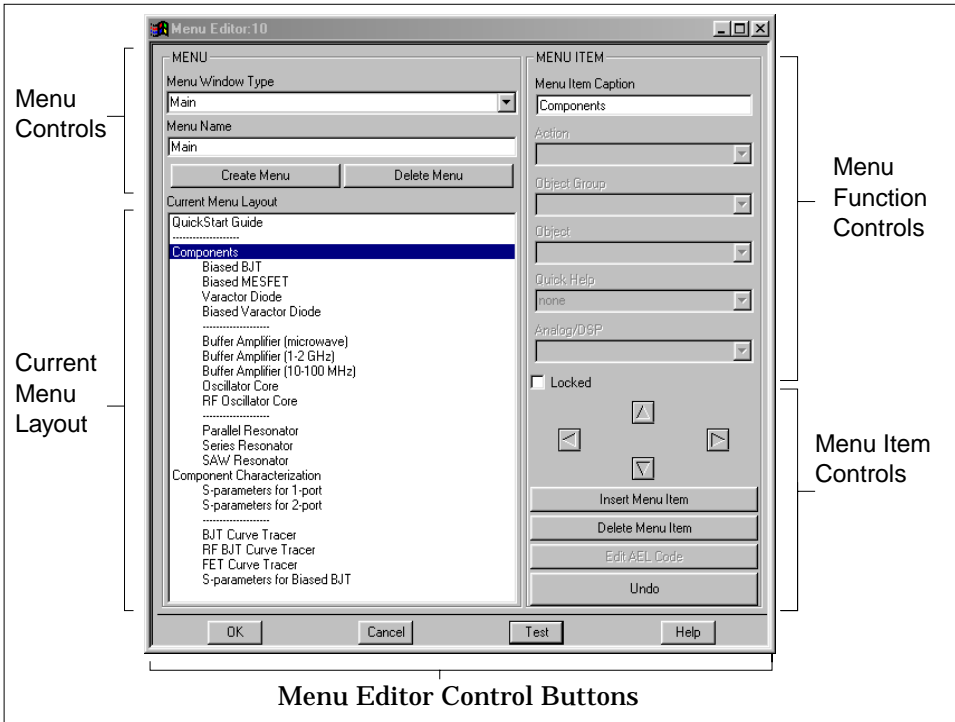 Menu Editor:10
Menu
Controls
MENU
Menu Window Type
Main
Menu Name
Main
Create Menu
Delete Menu
Current
Menu
Layout
Current Menu Layout
QuickStart Guide
--------------------
Components
Biased BJT
Biased MESFET
Varactor Diode
Biased Varactor Diode
--------------------
Buffer Amplifier (microwave)
Buffer Amplifier (1-2 GHz)
Buffer Amplifier (10-100 MHz)
Oscillator Core
RF Oscillator Core
--------------------
Parallel Resonator
Series Resonator
SAW Resonator
Component Characterization
S-parameters for 1-port
S-parameters for 2-port
--------------------
BJT Curve Tracer
RF BJT Curve Tracer
FET Curve Tracer
S-parameters for Biased BJT
MENU ITEM
Menu Item Caption
Components
Action
Object Group
Object
Quick Help
none
Analog/DSP
Menu
Function
Controls
Locked
Insert Menu Item
Delete Menu Item
Edit AEL Code
Undo
Menu Item
Controls
OK
Cancel
Test
Help
Menu Editor Control Buttons